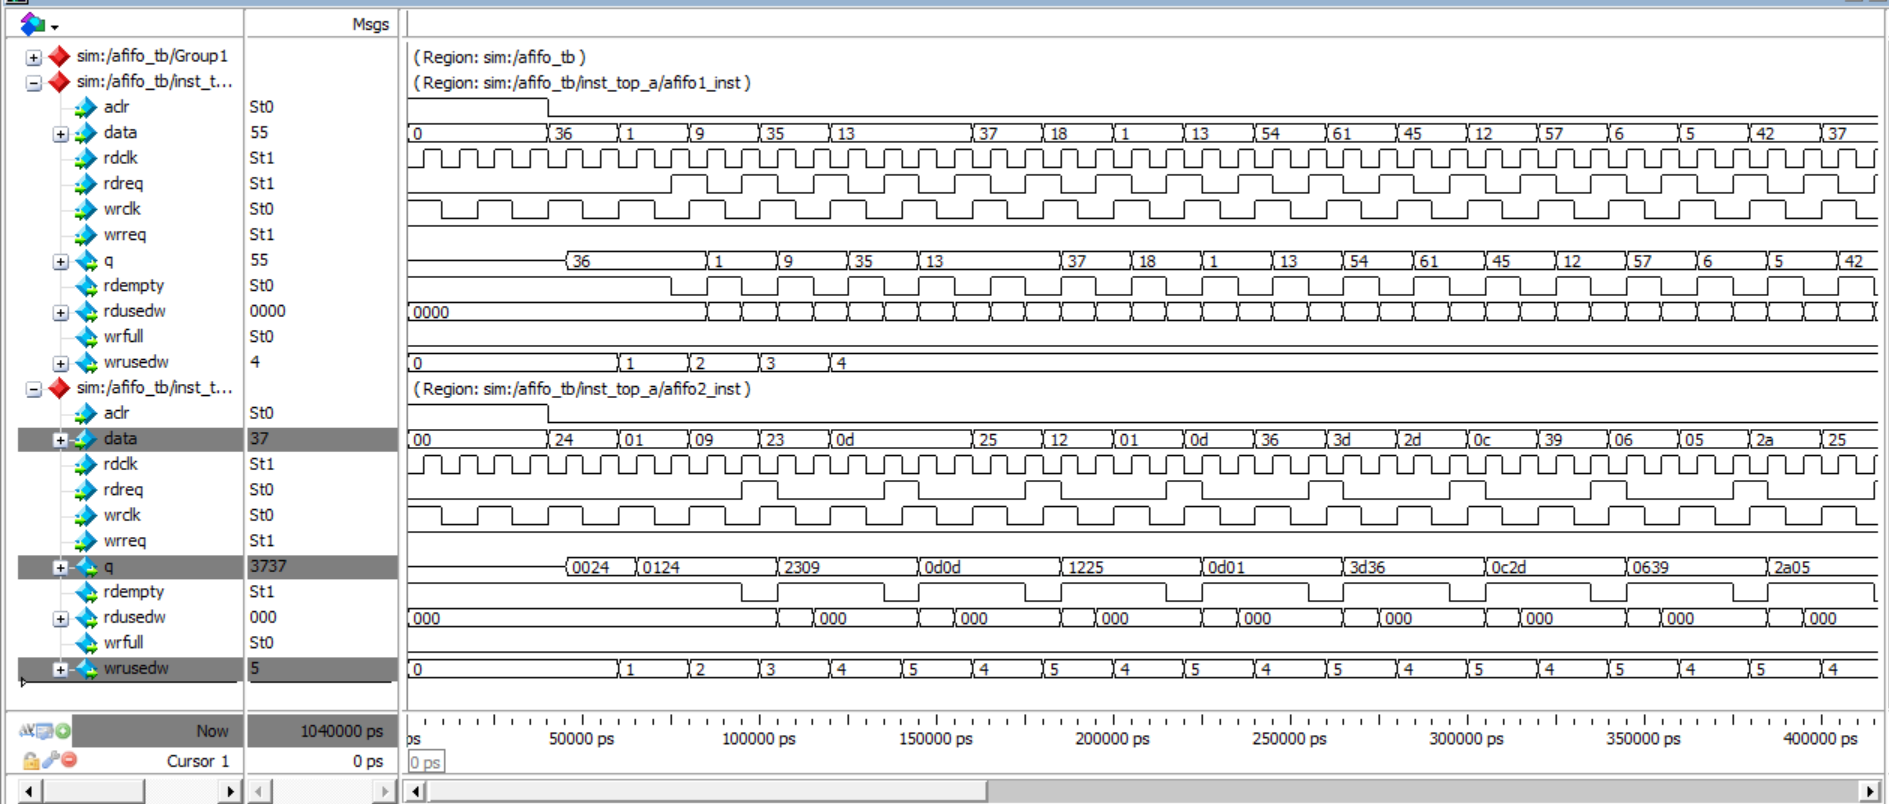 Msgs
sim:/afifo_tb/Group1 (Region: sim:/afifo_tb )
sim:/afifo_tb/inst_t... (Region: sim:/afifo_tb/inst_top_a/afifo1_inst )
aclr St0
data 55 0 36 1 9 35 13 37 18 1 13 54 61 45 12 57 6 5 42 37
rdclk St1
rdreq St1
wrclk St0
wrreq St1
q 55 36 1 9 35 13 37 18 1 13 54 61 45 12 57 6 5 42
rdempty St0
rdusedw 0000 0000
wrfull St0
wrusedw 4 0 1 2 3 4
sim:/afifo_tb/inst_t... (Region: sim:/afifo_tb/inst_top_a/afifo2_inst )
aclr St0
data 37 00 24 01 09 23 0d 25 12 01 0d 36 3d 2d 0c 39 06 05 2a 25
rdclk St1
rdreq St0
wrclk St0
wrreq St1
q 3737 0024 0124 2309 0d0d 1225 0d01 3d36 0c2d 0639 2a05
rdempty St1
rdusedw 000 000 000 000 000 000 000 000 000 000
wrfull St0
wrusedw 5 0 1 2 3 4 5 4 5 4 5 4 5 4 5 4 5 4 5 4
Now 1040000 ps ps 50000 ps 100000 ps 150000 ps 200000 ps 250000 ps 300000 ps 350000 ps 400000 ps
Cursor 1 0 ps 0 ps